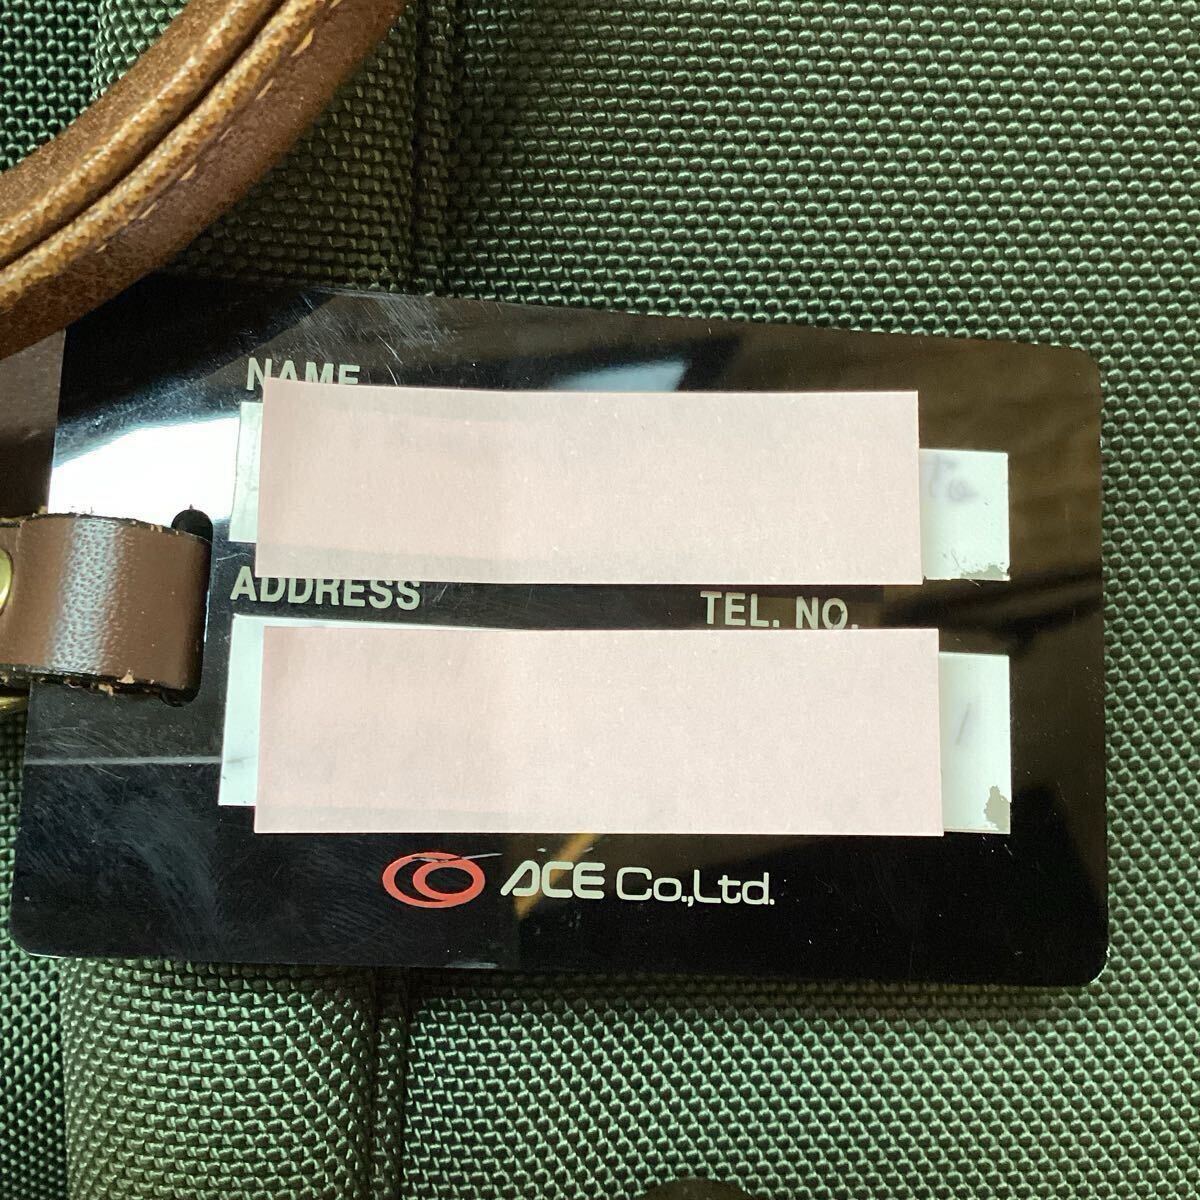 NAME
ADDRESS TEL. NO.
ACE Co.,Ltd.